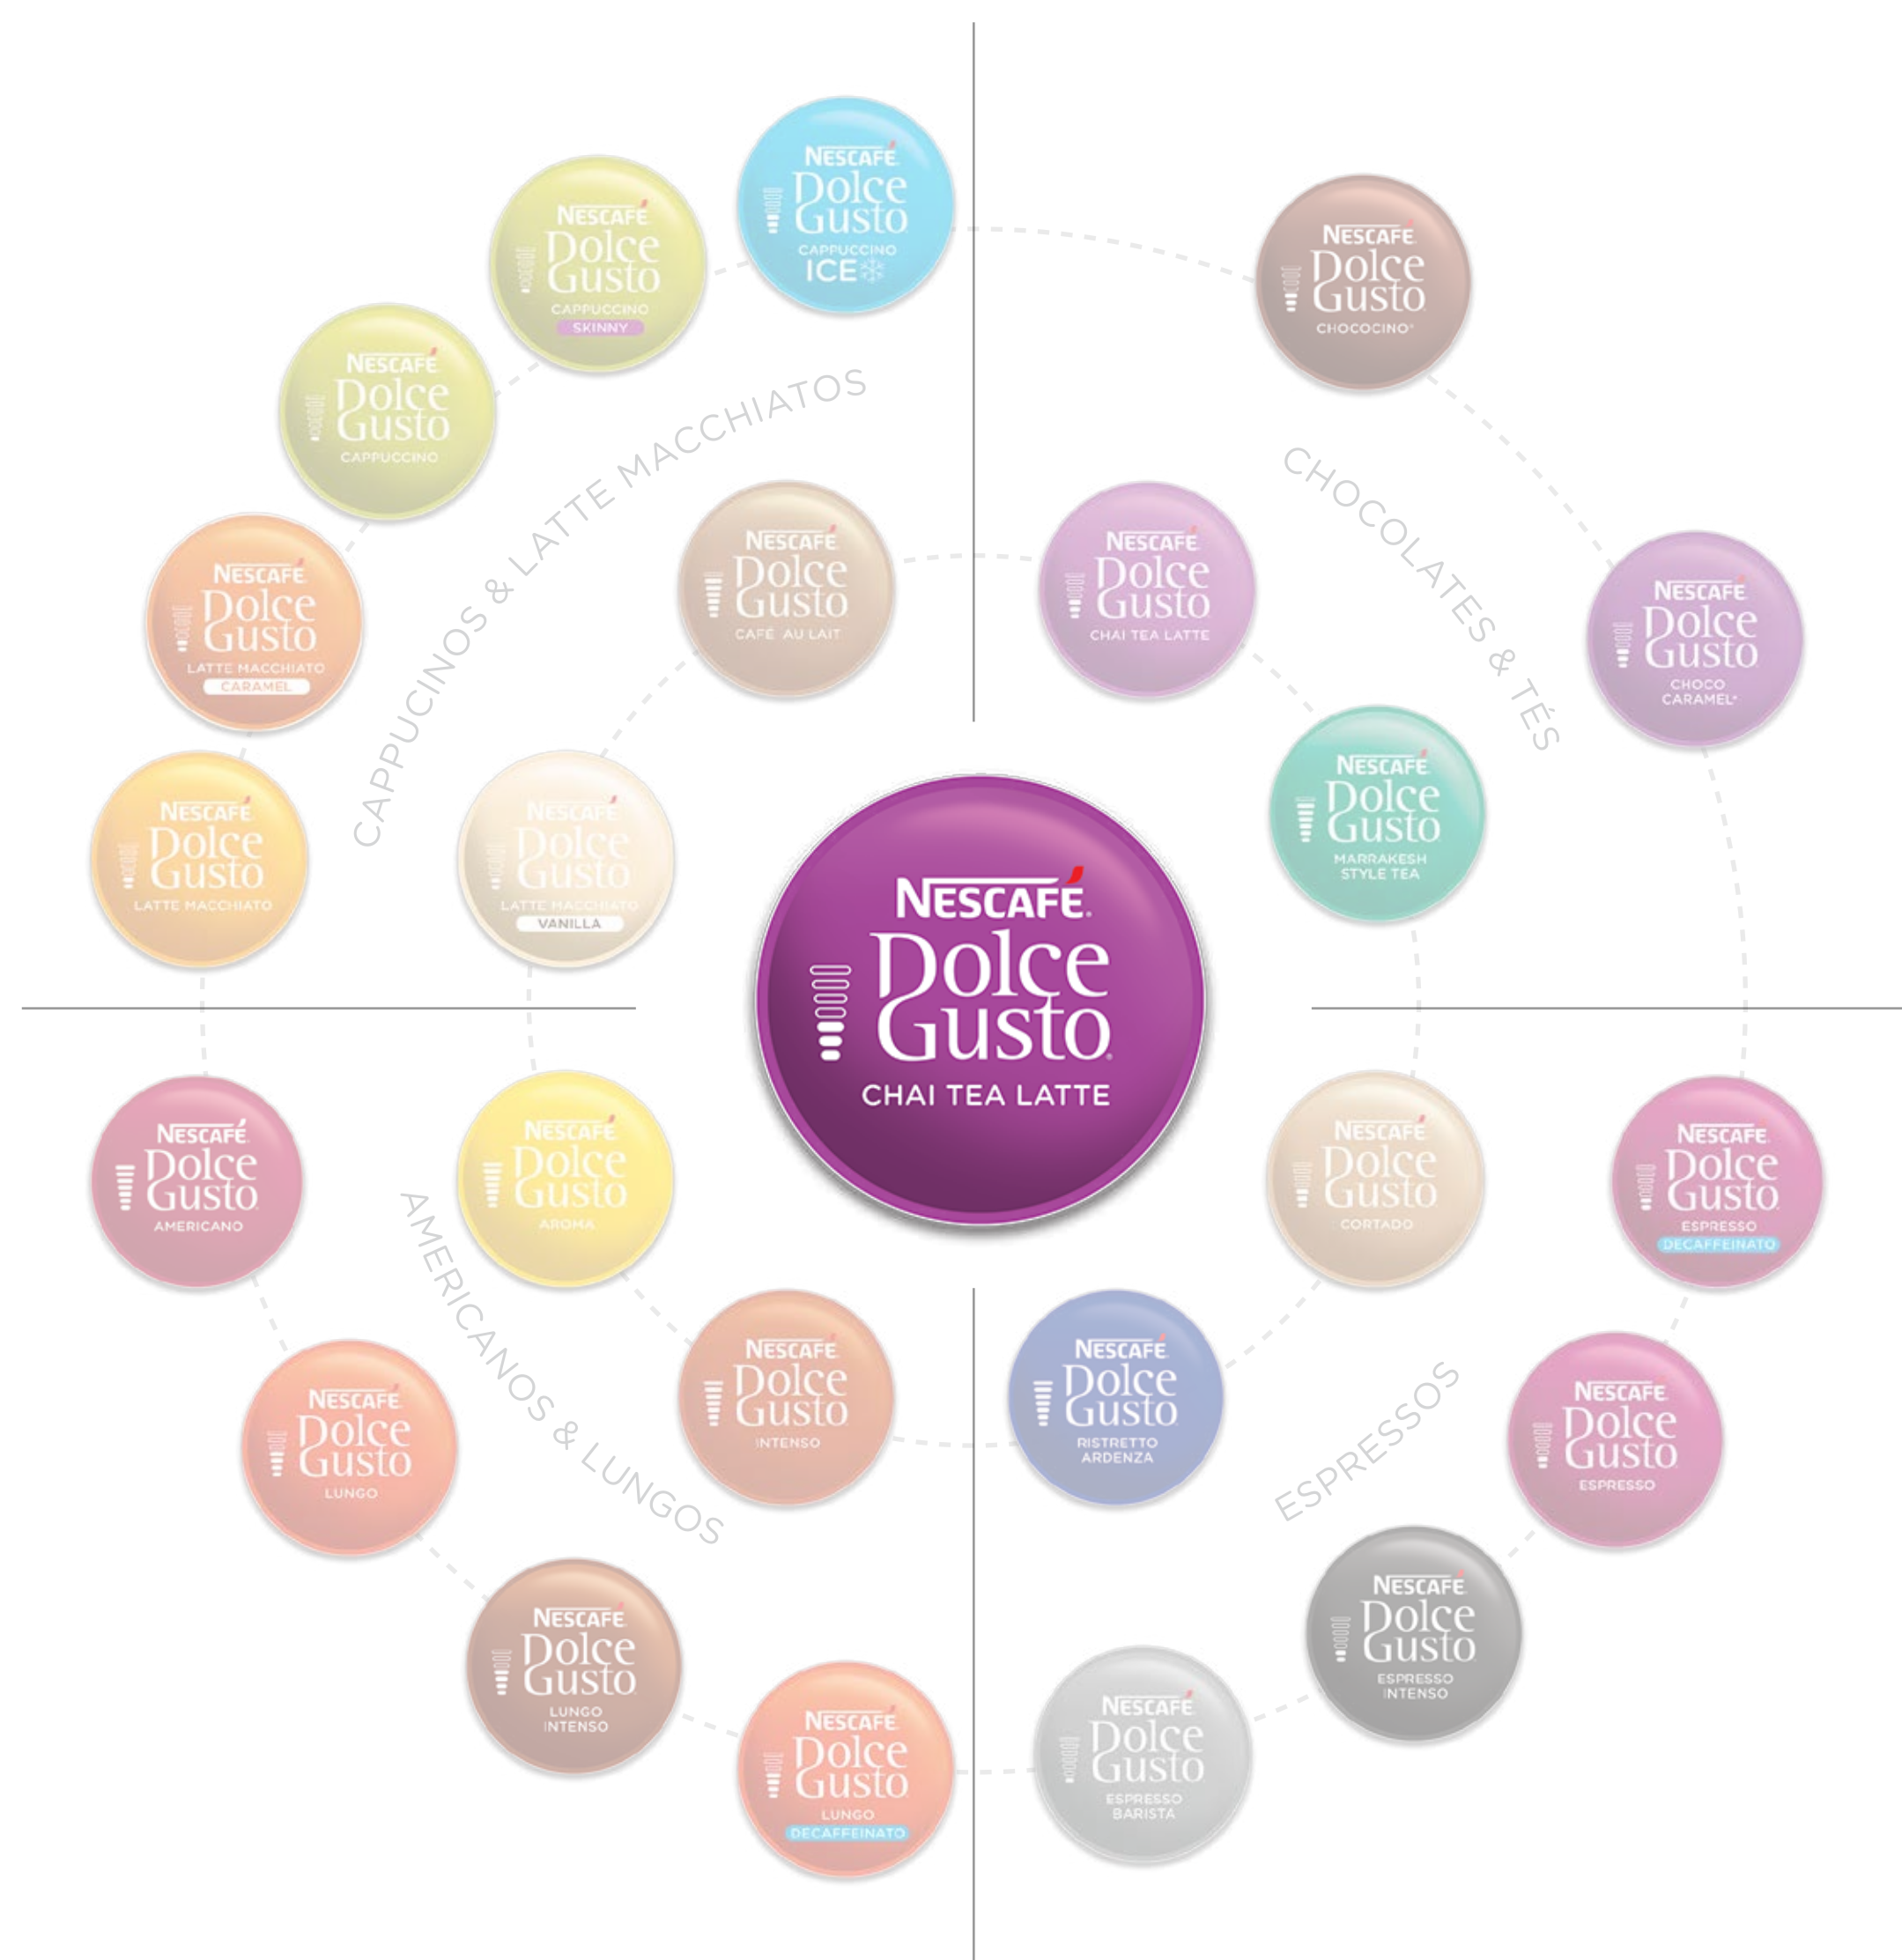 NESCAFÉ
Dolce
Gusto
CAPPUCCINO
ICE
NESCAFÉ
Dolce
Gusto
CAPPUCCINO
SKINNY
NESCAFÉ
Dolce
Gusto
CAPPUCCINO
NESCAFÉ
Dolce
Gusto
LATTE MACCHIATO
CARAMEL
NESCAFÉ
Dolce
Gusto
LATTE MACCHIATO
CAPPUCINOS & LATTE MACCHIATOS
NESCAFÉ
Dolce
Gusto
CAFÉ AU LAIT
NESCAFÉ
Dolce
Gusto
LATTE MACCHIATO
VANILLA
NESCAFÉ
Dolce
Gusto
CHOCOCINO*
NESCAFÉ
Dolce
Gusto
CHOCO
CARAMEL*
CHOCOLATES & TÉS
NESCAFÉ
Dolce
Gusto
CHAI TEA LATTE
NESCAFÉ
Dolce
Gusto
MARRAKESH
STYLE TEA
NESCAFÉ®
Dolce
Gusto®
CHAI TEA LATTE
NESCAFÉ
Dolce
Gusto
AMERICANO
NESCAFÉ
Dolce
Gusto
AROMA
AMERICANOS & LUNGOS
NESCAFÉ
Dolce
Gusto
INTENSO
NESCAFÉ
Dolce
Gusto
LUNGO
NESCAFÉ
Dolce
Gusto
LUNGO
INTENSO
NESCAFÉ
Dolce
Gusto
LUNGO
DECAFFEINATO
NESCAFÉ
Dolce
Gusto
CORTADO
NESCAFÉ
Dolce
Gusto
ESPRESSO
DECAFFEINATO
NESCAFÉ
Dolce
Gusto
RISTRETTO
ARDENZA
ESPRESSOS
NESCAFÉ
Dolce
Gusto
ESPRESSO
NESCAFÉ
Dolce
Gusto
ESPRESSO
INTENSO
NESCAFÉ
Dolce
Gusto
ESPRESSO
BARISTA